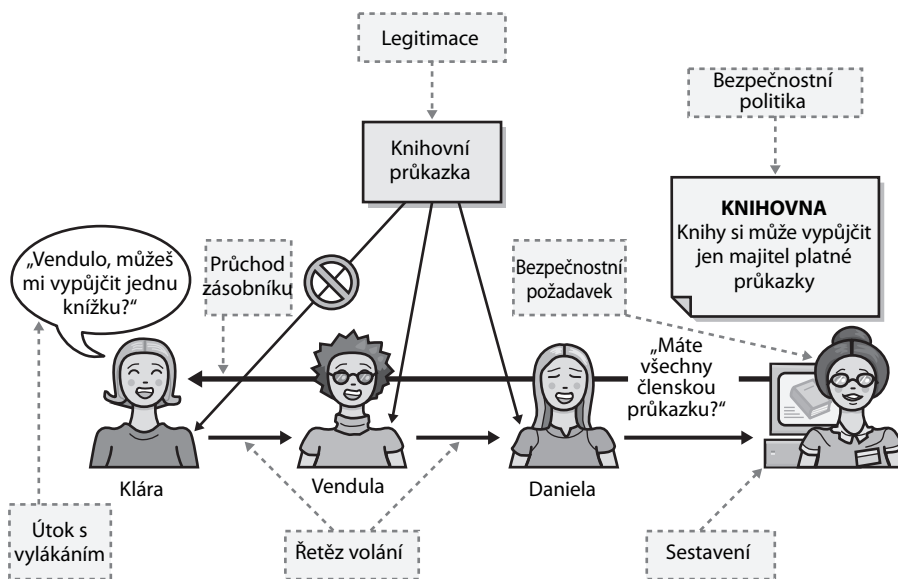 Legitimace
Bezpečnostní
politika
Knihovní
průkazka
KNIHOVNA
Knihy si může vypůjčit
jen majitel platné
průkazky
„Vendulo, můžeš
mi vypůjčit jednu
knížku?“
Průchod
zásobníku
Bezpečnostní
požadavek
„Máte
všechny
členskou
průkazku?“
Klára
Vendula
Daniela
Útok s
vylákáním
Řetěz volání
Sestavení